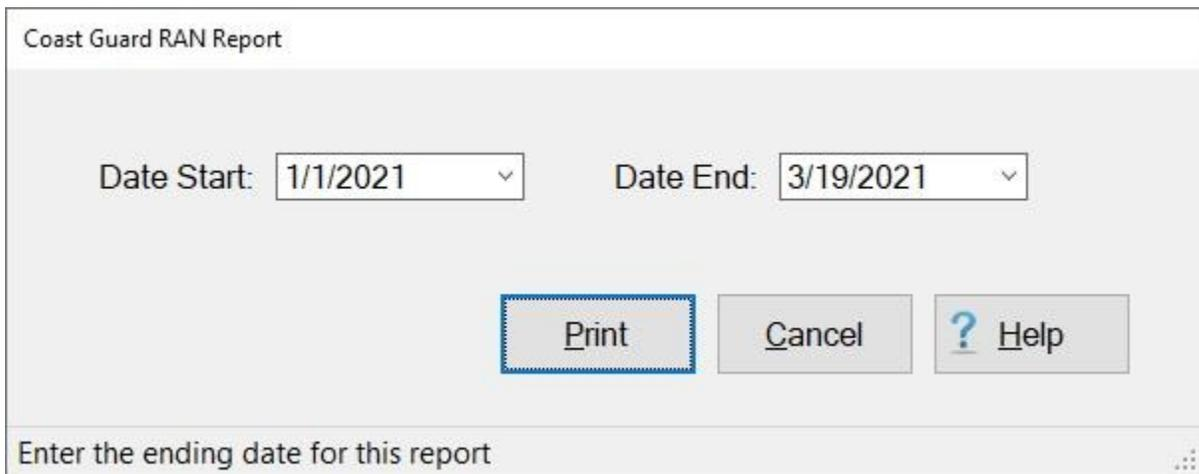 Coast Guard RAN Report
Date Start: 1/1/2021 Date End: 3/19/2021
Print Cancel ? Help
Enter the ending date for this report